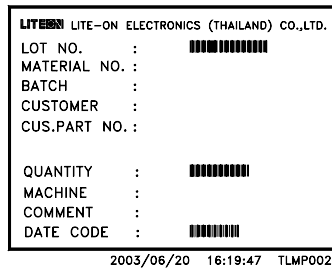 LITEON LITE-ON ELECTRONICS (THAILAND) CO.,LTD.
LOT NO. :
MATERIAL NO. :
BATCH :
CUSTOMER :
CUS.PART NO. :
QUANTITY :
MACHINE :
COMMENT :
DATE CODE :
2003/06/20 16:19:47 TLMP002